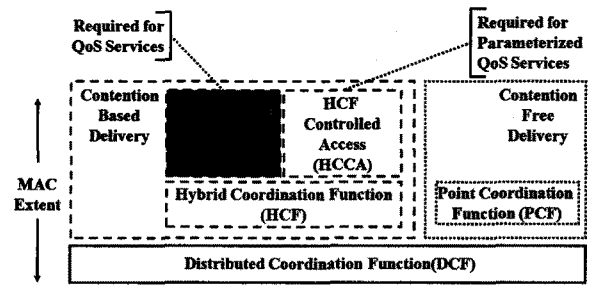 Required for
QoS Services
Required for
Parameterized
QoS Services
Contention
Based
Delivery
HCF
Controlled
Access
(HCCA)
Contention
Free
Delivery
MAC
Extent
Hybrid Coordination Function
(HCF)
Point Coordination
Function (PCF)
Distributed Coordination Function(DCF)